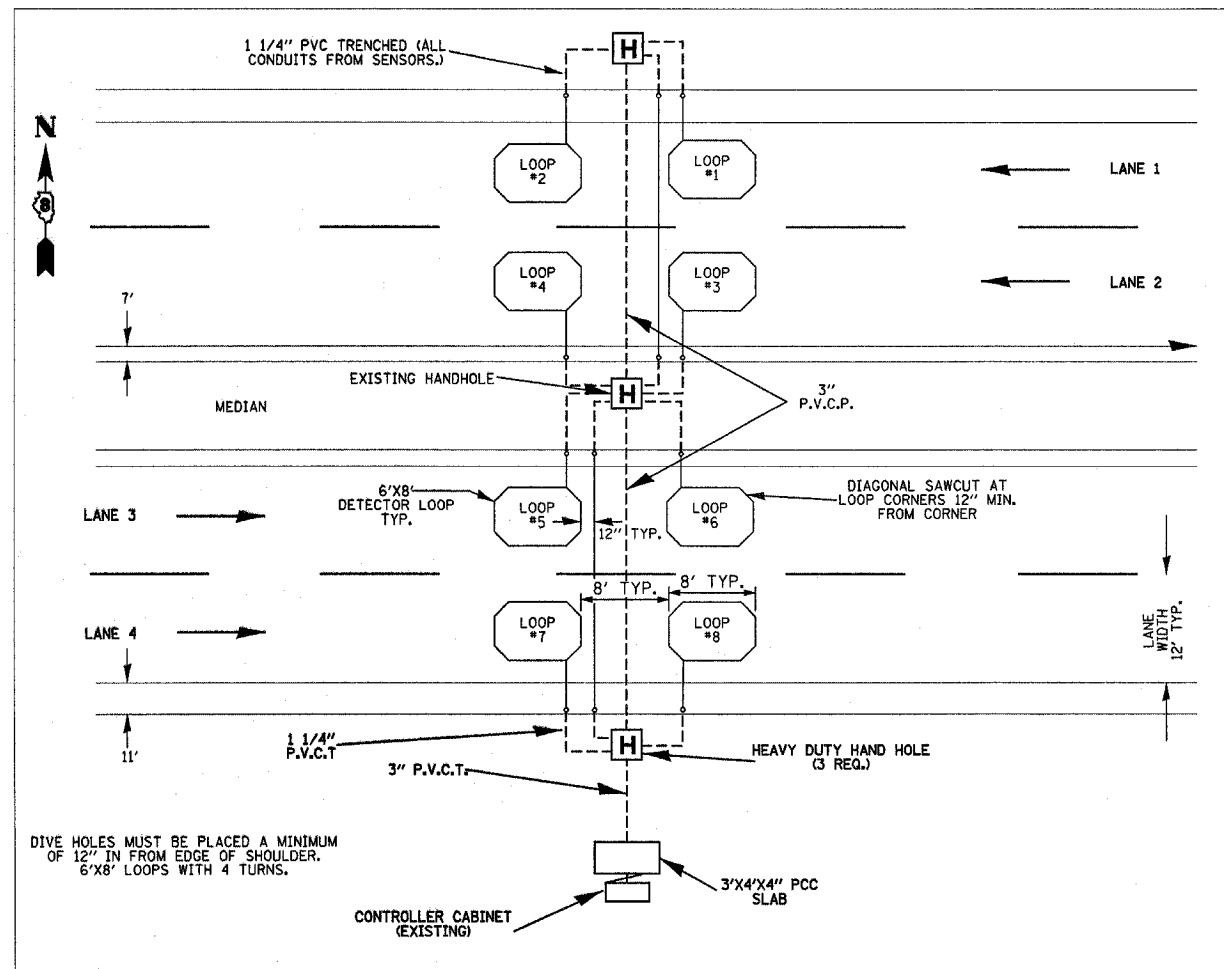 1 1/4" PVC TRENCHED (ALL
CONDUITS FROM SENSORS.)
H
N
8
LOOP
#2
LOOP
#1
LANE 1
LOOP
#4
LOOP
#3
LANE 2
7'
EXISTING HANDHOLE
H
3"
P.V.C.P.
MEDIAN
6'X8'
DETECTOR LOOP
TYP.
DIAGONAL SAWCUT AT
LOOP CORNERS 12" MIN.
FROM CORNER
LANE 3
LOOP
#5
LOOP
#6
12" TYP.
8' TYP.
8' TYP.
LANE 4
LOOP
#7
LOOP
#8
LANE
WIDTH
12' TYP.
11'
1 1/4"
P.V.C.T
H
HEAVY DUTY HAND HOLE
(3 REQ.)
3" P.V.C.T.
DIVE HOLES MUST BE PLACED A MINIMUM
OF 12" IN FROM EDGE OF SHOULDER.
6'X8' LOOPS WITH 4 TURNS.
3'X4'X4" PCC
SLAB
CONTROLLER CABINET
(EXISTING)